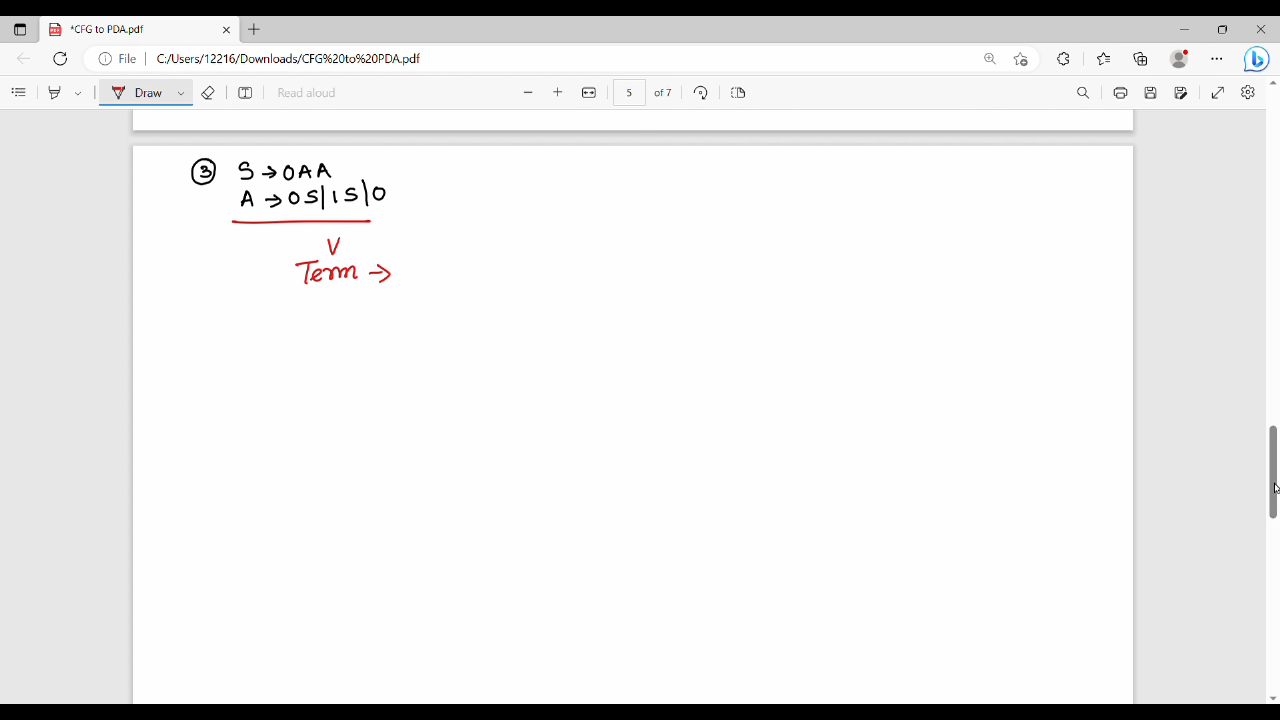 *CFG to PDA.pdf
File C:/Users/12216/Downloads/CFG%20to%20PDA.pdf
Draw Read aloud 5 of 7
③ S → 0AA
A → 0S|1S|0
V
Term →